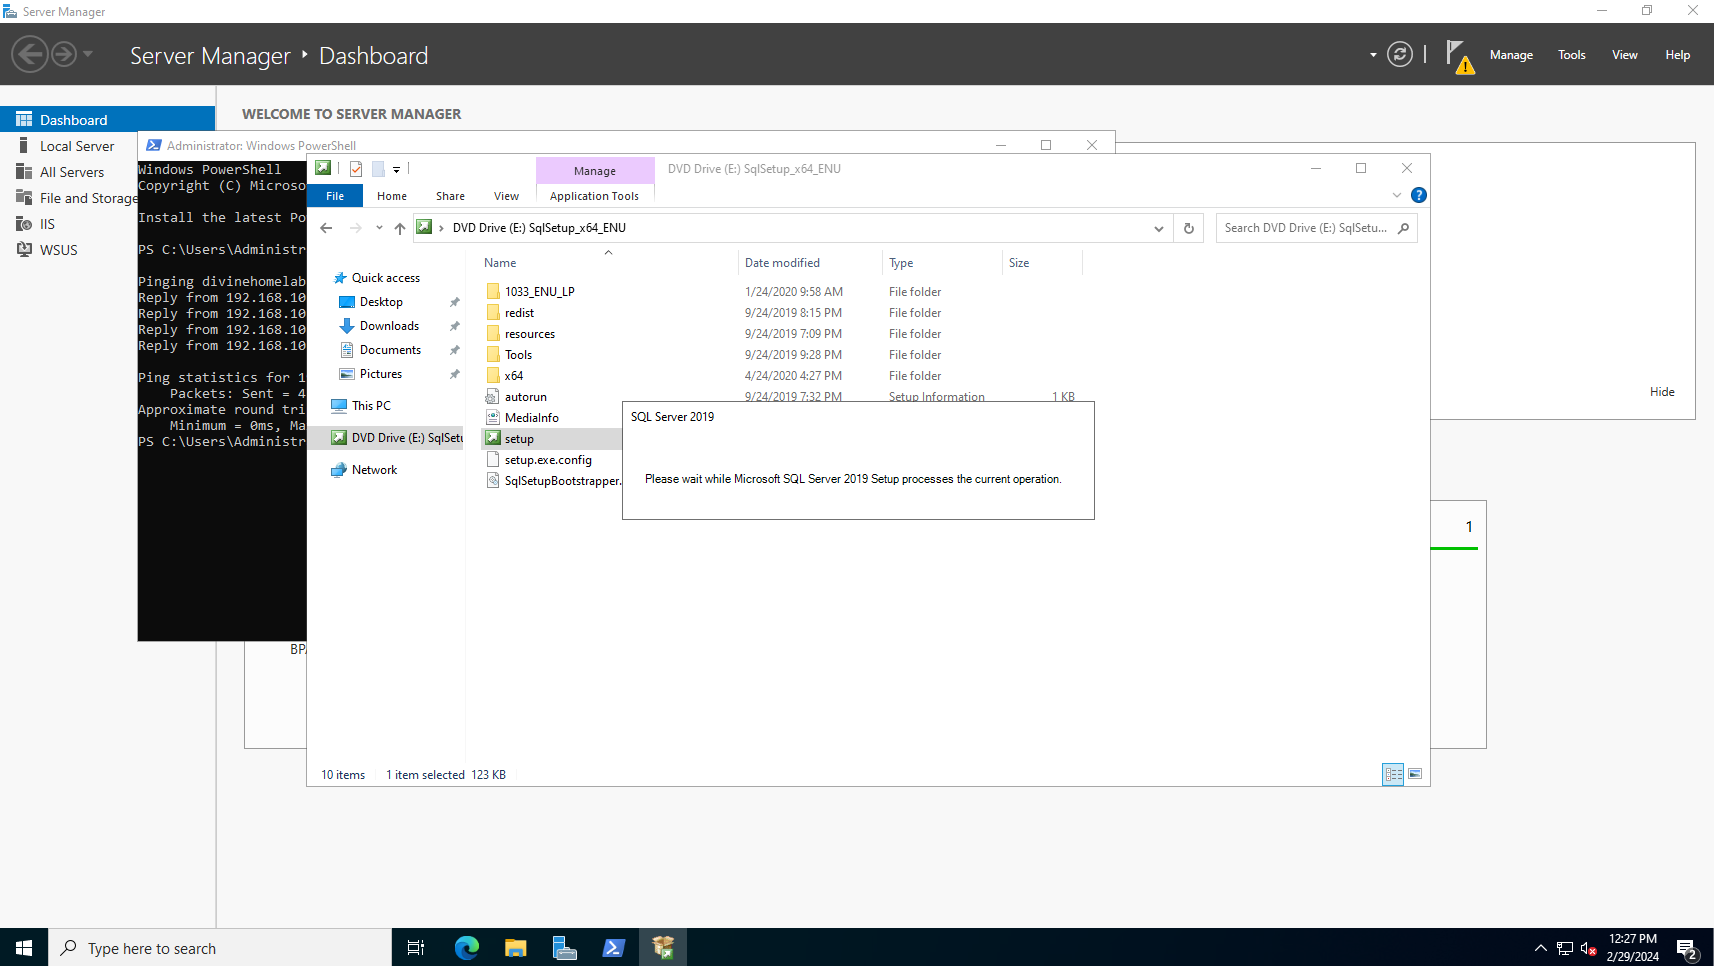 Server Manager
Server Manager ‣ Dashboard
Manage
Tools
View
Help
Dashboard
Local Server
All Servers
File and Storage
IIS
WSUS
WELCOME TO SERVER MANAGER
Hide
1
Administrator: Windows PowerShell
Windows PowerShell
Copyright (C) Microso
Install the latest Po
PS C:\Users\Administr
Pinging divinehomelab
Reply from 192.168.10
Reply from 192.168.10
Reply from 192.168.10
Reply from 192.168.10
Ping statistics for 1
Packets: Sent = 4
Approximate round tri
Minimum = 0ms, Ma
PS C:\Users\Administr
BPA
Manage
DVD Drive (E:) SqlSetup_x64_ENU
File
Home
Share
View
Application Tools
DVD Drive (E:) SqlSetup_x64_ENU
Search DVD Drive (E:) SqlSetu...
Quick access
Desktop
Downloads
Documents
Pictures
This PC
DVD Drive (E:) SqlSetu
Network
Name Date modified Type Size
1033_ENU_LP 1/24/2020 9:58 AM File folder
redist 9/24/2019 8:15 PM File folder
resources 9/24/2019 7:09 PM File folder
Tools 9/24/2019 9:28 PM File folder
x64 4/24/2020 4:27 PM File folder
autorun 9/24/2019 7:32 PM Setup Information 1 KB
MediaInfo
setup
setup.exe.config
SqlSetupBootstrapper.
SQL Server 2019
Please wait while Microsoft SQL Server 2019 Setup processes the current operation.
10 items 1 item selected 123 KB
Type here to search
12:27 PM
2/29/2024
2